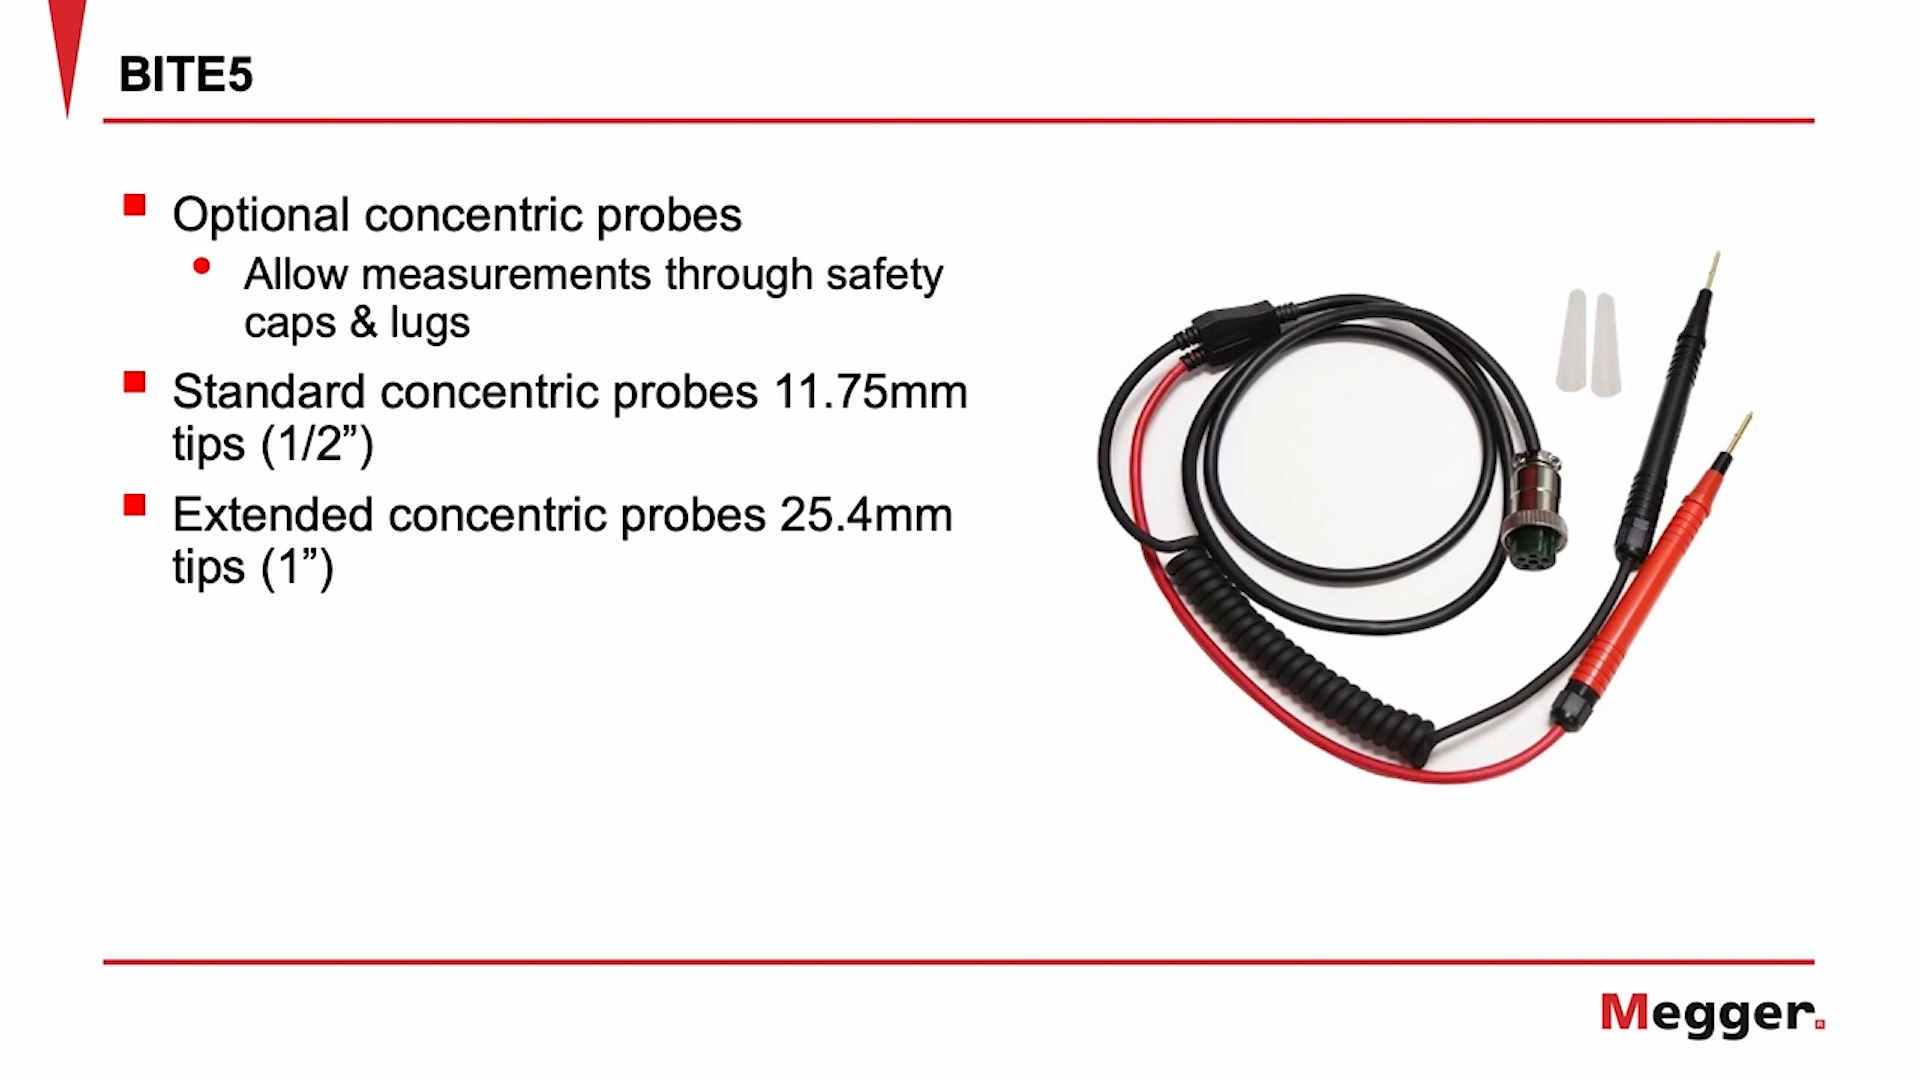 BITE5
Optional concentric probes
Allow measurements through safety
caps & lugs
Standard concentric probes 11.75mm
tips (1/2”)
Extended concentric probes 25.4mm
tips (1”)
Megger